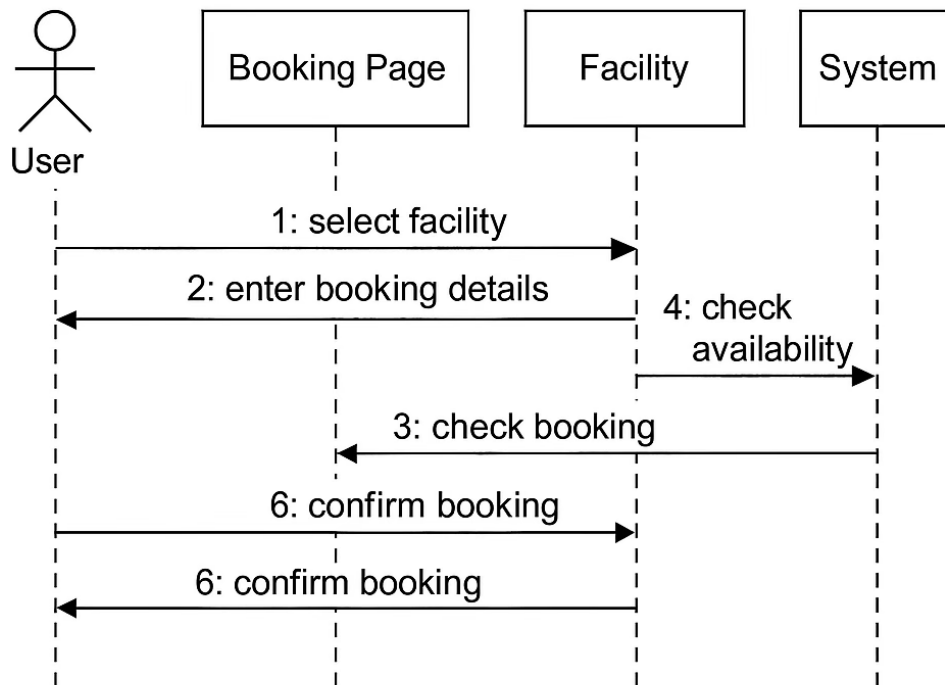 Booking Page
Facility
System
User
1: select facility
2: enter booking details
4: check
availability
3: check booking
6: confirm booking
6: confirm booking